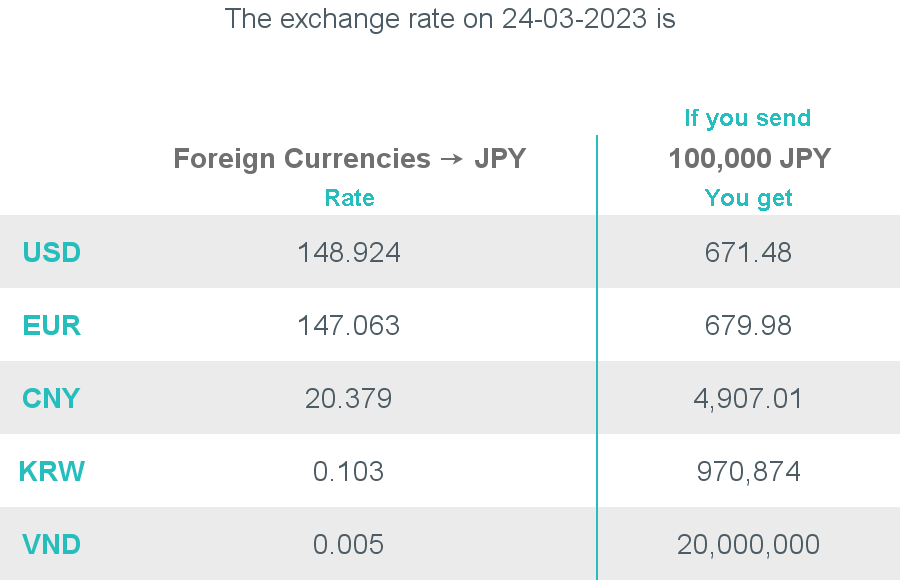 The exchange rate on 24-03-2023 is
If you send
Foreign Currencies → JPY 100,000 JPY
Rate You get
USD 148.924 671.48
EUR 147.063 679.98
CNY 20.379 4,907.01
KRW 0.103 970,874
VND 0.005 20,000,000